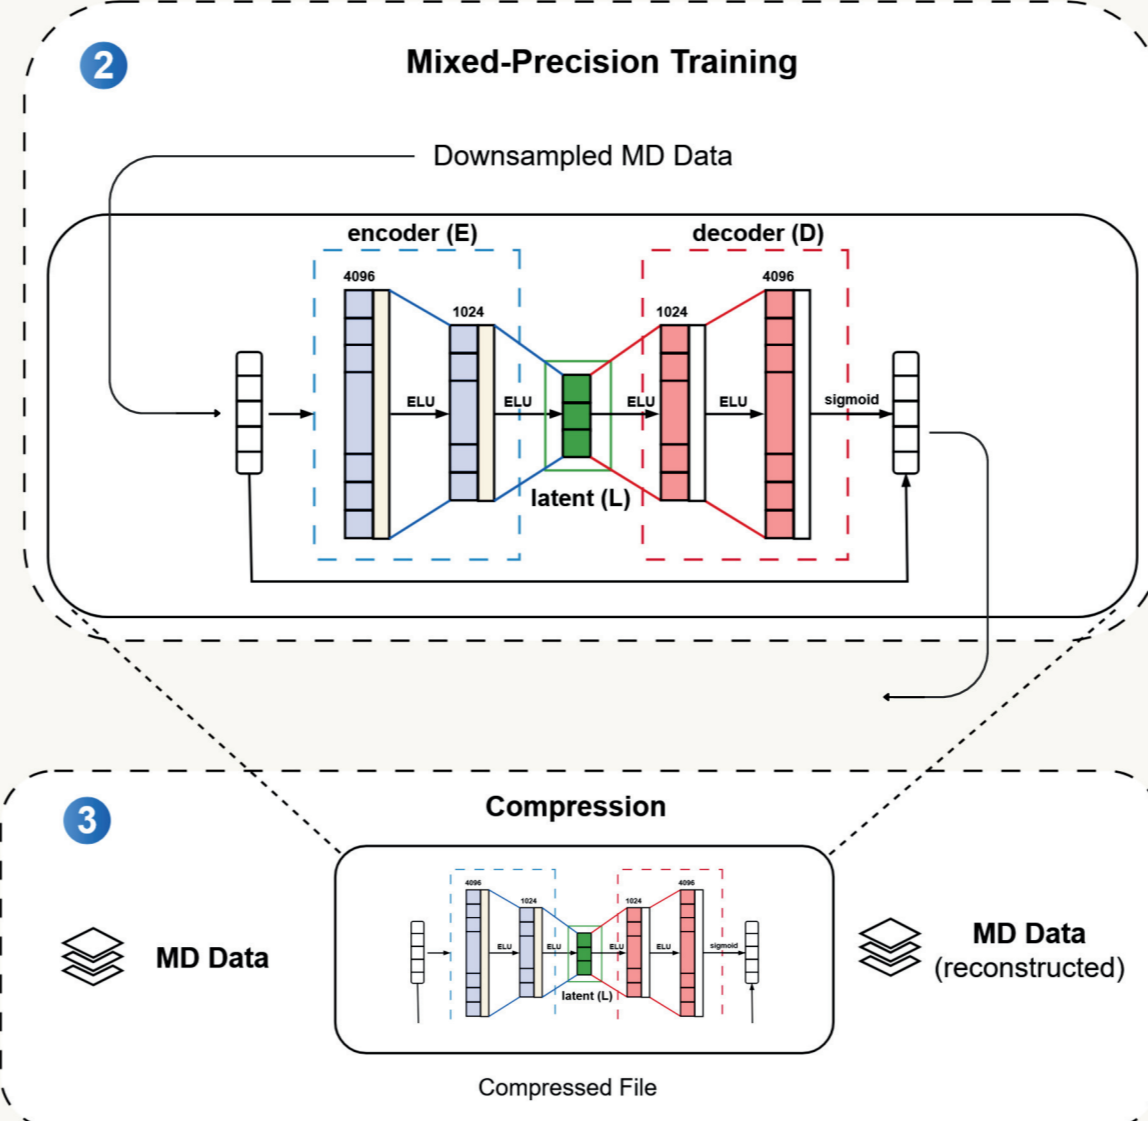 2
Mixed-Precision Training
Downsampled MD Data
encoder (E)
decoder (D)
4096
4096
1024
1024
ELU
ELU
ELU
ELU
sigmoid
latent (L)
3
Compression
4096
4096
1024
1024
MD Data
ELU
ELU
ELU
ELU
sigmoid
latent (L)
MD Data
(reconstructed)
Compressed File